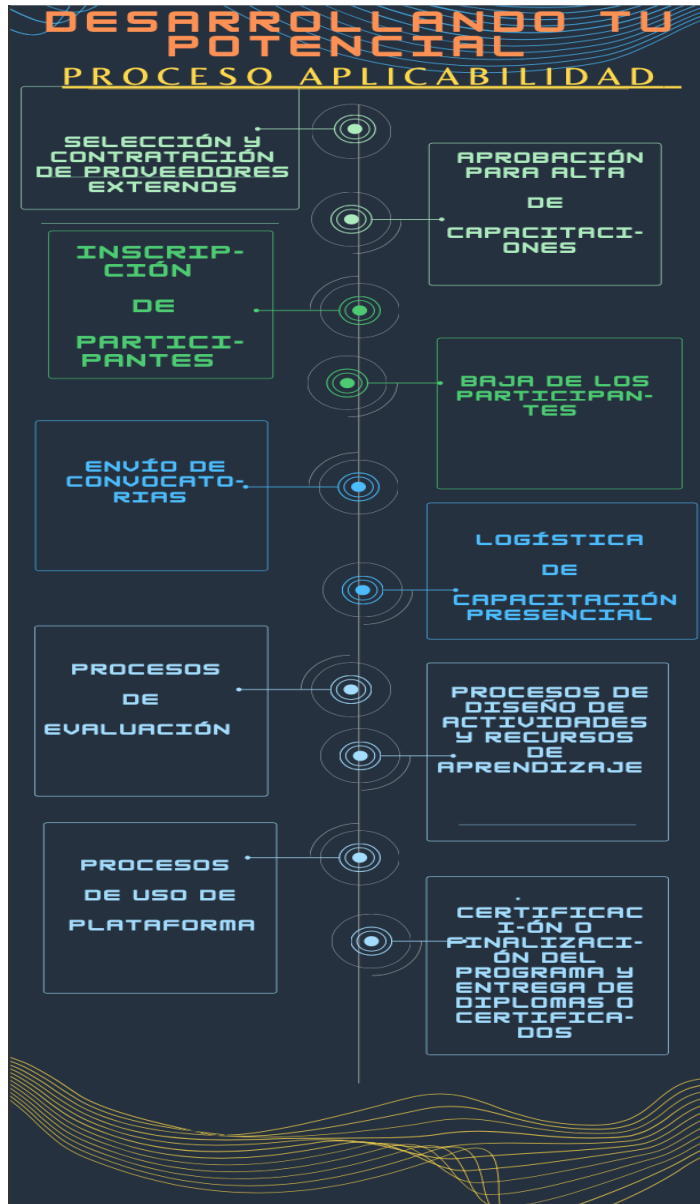 DESARROLLANDO TU
POTENCIAL
PROCESO APLICABILIDAD
SELECCIÓN Y
CONTRATACIÓN
DE PROVEEDORES
EXTERNOS
APROBACIÓN
PARA ALTA
DE
CAPACITACI-
ONES
INSCRIP-
CIÓN
DE
PARTICI-
PANTES
BAJA DE LOS
PARTICIPAN-
TES
ENVÍO DE
CONVOCATO-
RIAS
LOGÍSTICA
DE
CAPACITACIÓN
PRESENCIAL
PROCESOS
DE
EVALUACIÓN
PROCESOS DE
DISEÑO DE
ACTIVIDADES
Y RECURSOS
DE
APRENDIZAJE
PROCESOS
DE USO DE
PLATAFORMA
CERTIFICAC
I-ÓN O
FINALIZACI-
ÓN DEL
PROGRAMA Y
ENTREGA DE
DIPLOMAS O
CERTIFICA-
DOS